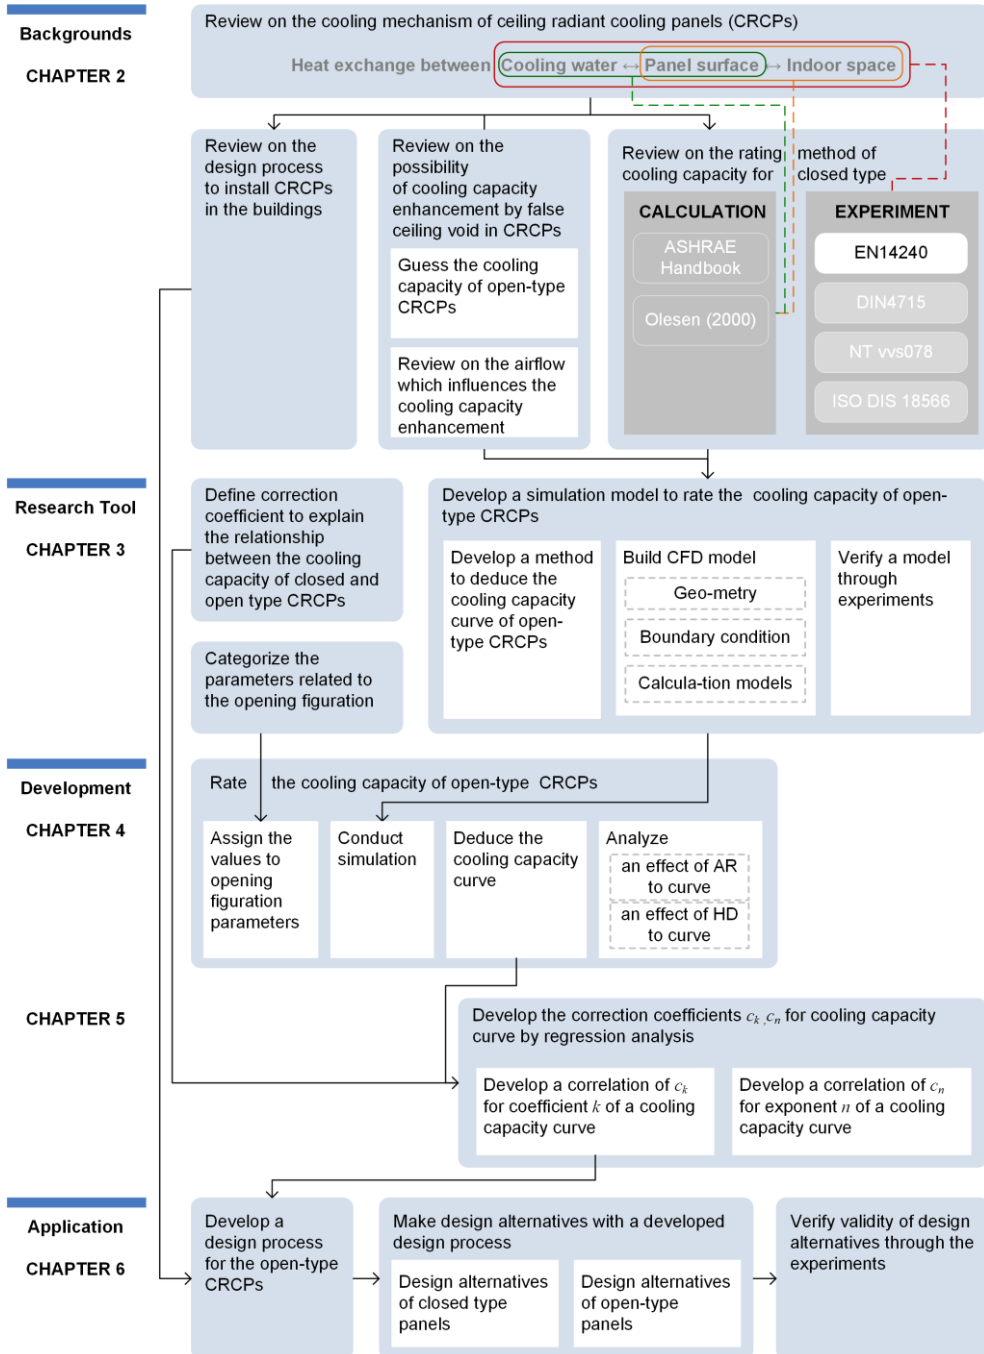 Backgrounds
CHAPTER 2
Review on the cooling mechanism of ceiling radiant cooling panels (CRCPs)
Heat exchange between Cooling water ↔ Panel surface ↔ Indoor space
Review on the
design process
to install CRCPs
in the buildings
Review on the
possibility
of cooling capacity
enhancement by false
ceiling void in CRCPs
Guess the cooling
capacity of open-type
CRCPs
Review on the airflow
which influences the
cooling capacity
enhancement
Review on the rating method of
cooling capacity for closed type
CALCULATION
ASHRAE
Handbook
Olesen (2000)
EXPERIMENT
EN14240
DIN4715
NT vvs078
ISO DIS 18566
Research Tool
CHAPTER 3
Define correction
coefficient to explain
the relationship
between the cooling
capacity of closed and
open type CRCPs
Categorize the
parameters related to
the opening figuration
Develop a simulation model to rate the cooling capacity of open-
type CRCPs
Develop a method
to deduce the
cooling capacity
curve of open-
type CRCPs
Build CFD model
Geo-metry
Boundary condition
Calcula-tion models
Verify a model
through
experiments
Development
CHAPTER 4
Rate the cooling capacity of open-type CRCPs
Assign the
values to
opening
figuration
parameters
Conduct
simulation
Deduce the
cooling capacity
curve
Analyze
an effect of AR
to curve
an effect of HD
to curve
CHAPTER 5
Develop the correction coefficients ck ,cn for cooling capacity
curve by regression analysis
Develop a correlation of ck
for coefficient k of a cooling
capacity curve
Develop a correlation of cn
for exponent n of a cooling
capacity curve
Application
CHAPTER 6
Develop a
design process
for the open-type
CRCPs
Make design alternatives with a developed
design process
Design alternatives
of closed type
panels
Design alternatives
of open-type
panels
Verify validity of design
alternatives through the
experiments